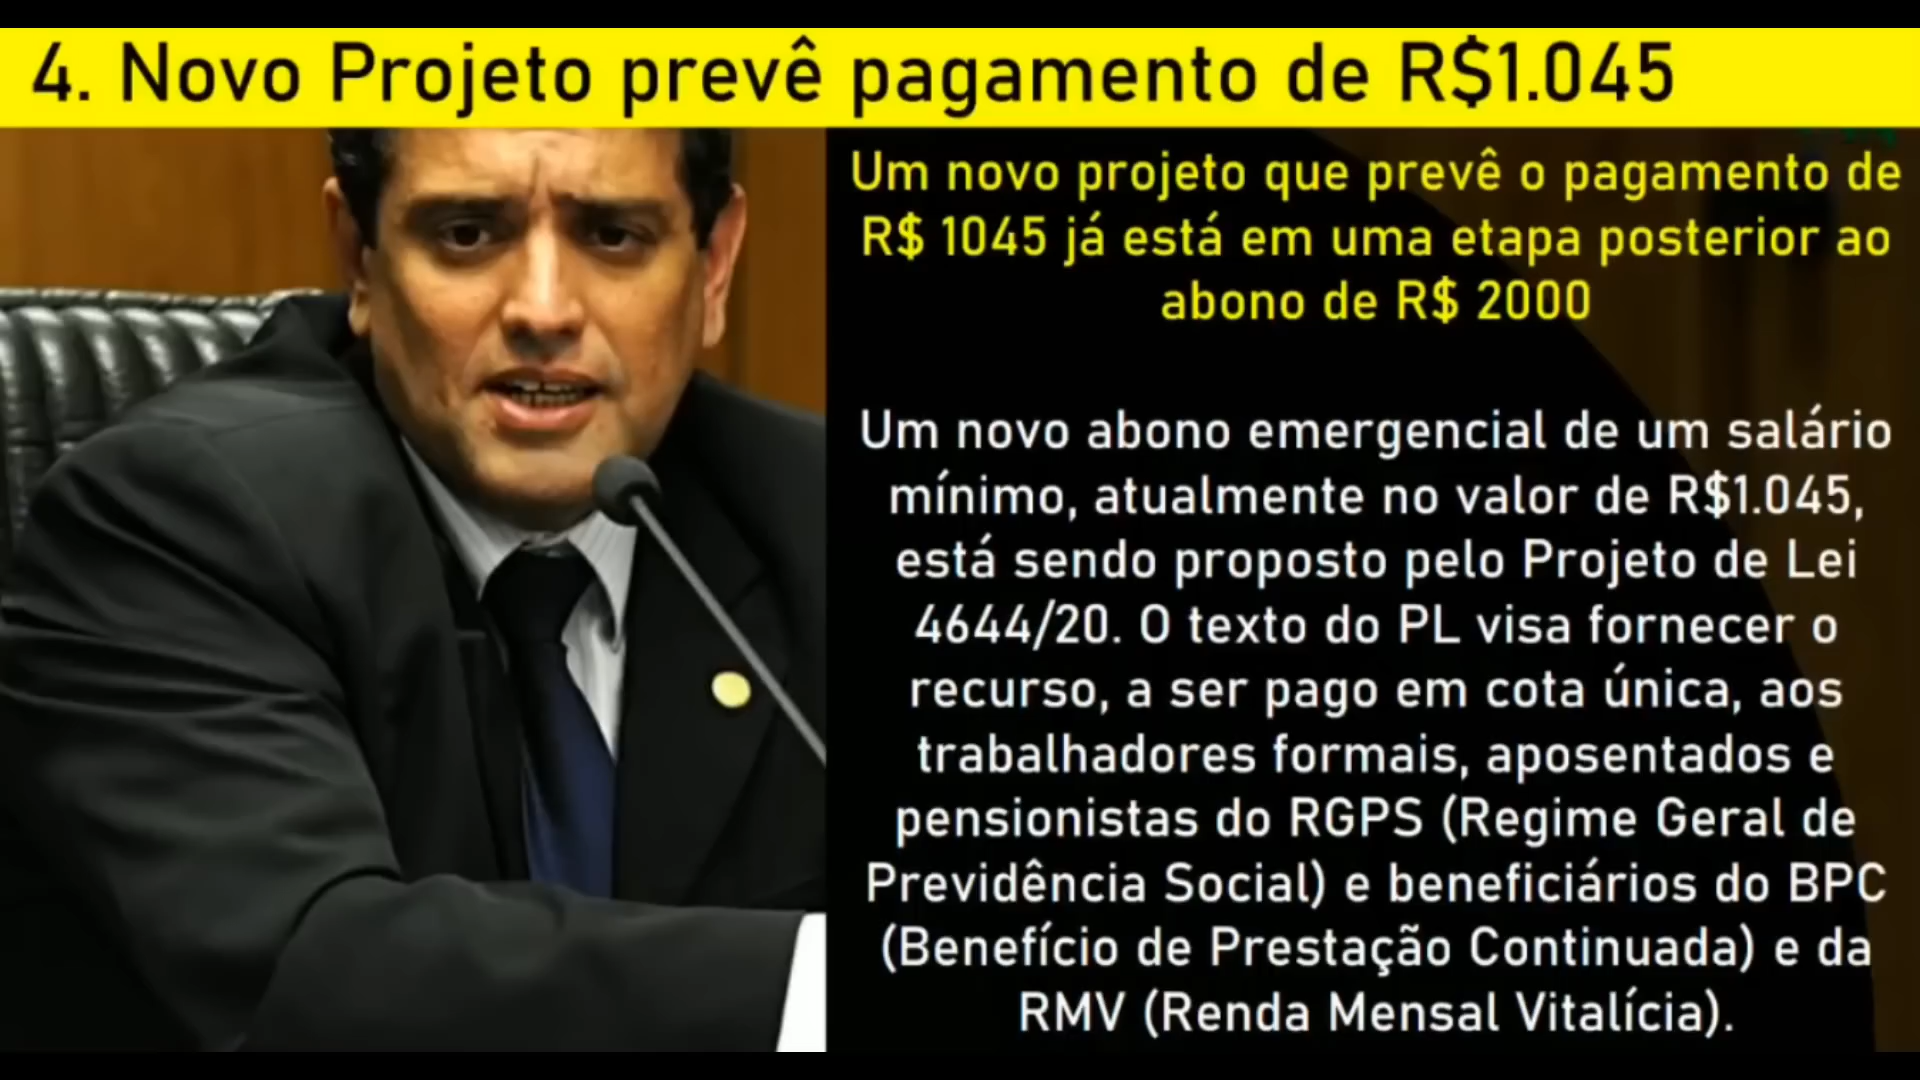 4. Novo Projeto prevê pagamento de R$1.045
Um novo projeto que prevê o pagamento de
R$ 1045 já está em uma etapa posterior ao
abono de R$ 2000
Um novo abono emergencial de um salário
mínimo, atualmente no valor de R$1.045,
está sendo proposto pelo Projeto de Lei
4644/20. O texto do PL visa fornecer o
recurso, a ser pago em cota única, aos
trabalhadores formais, aposentados e
pensionistas do RGPS (Regime Geral de
Previdência Social) e beneficiários do BPC
(Benefício de Prestação Continuada) e da
RMV (Renda Mensal Vitalícia).